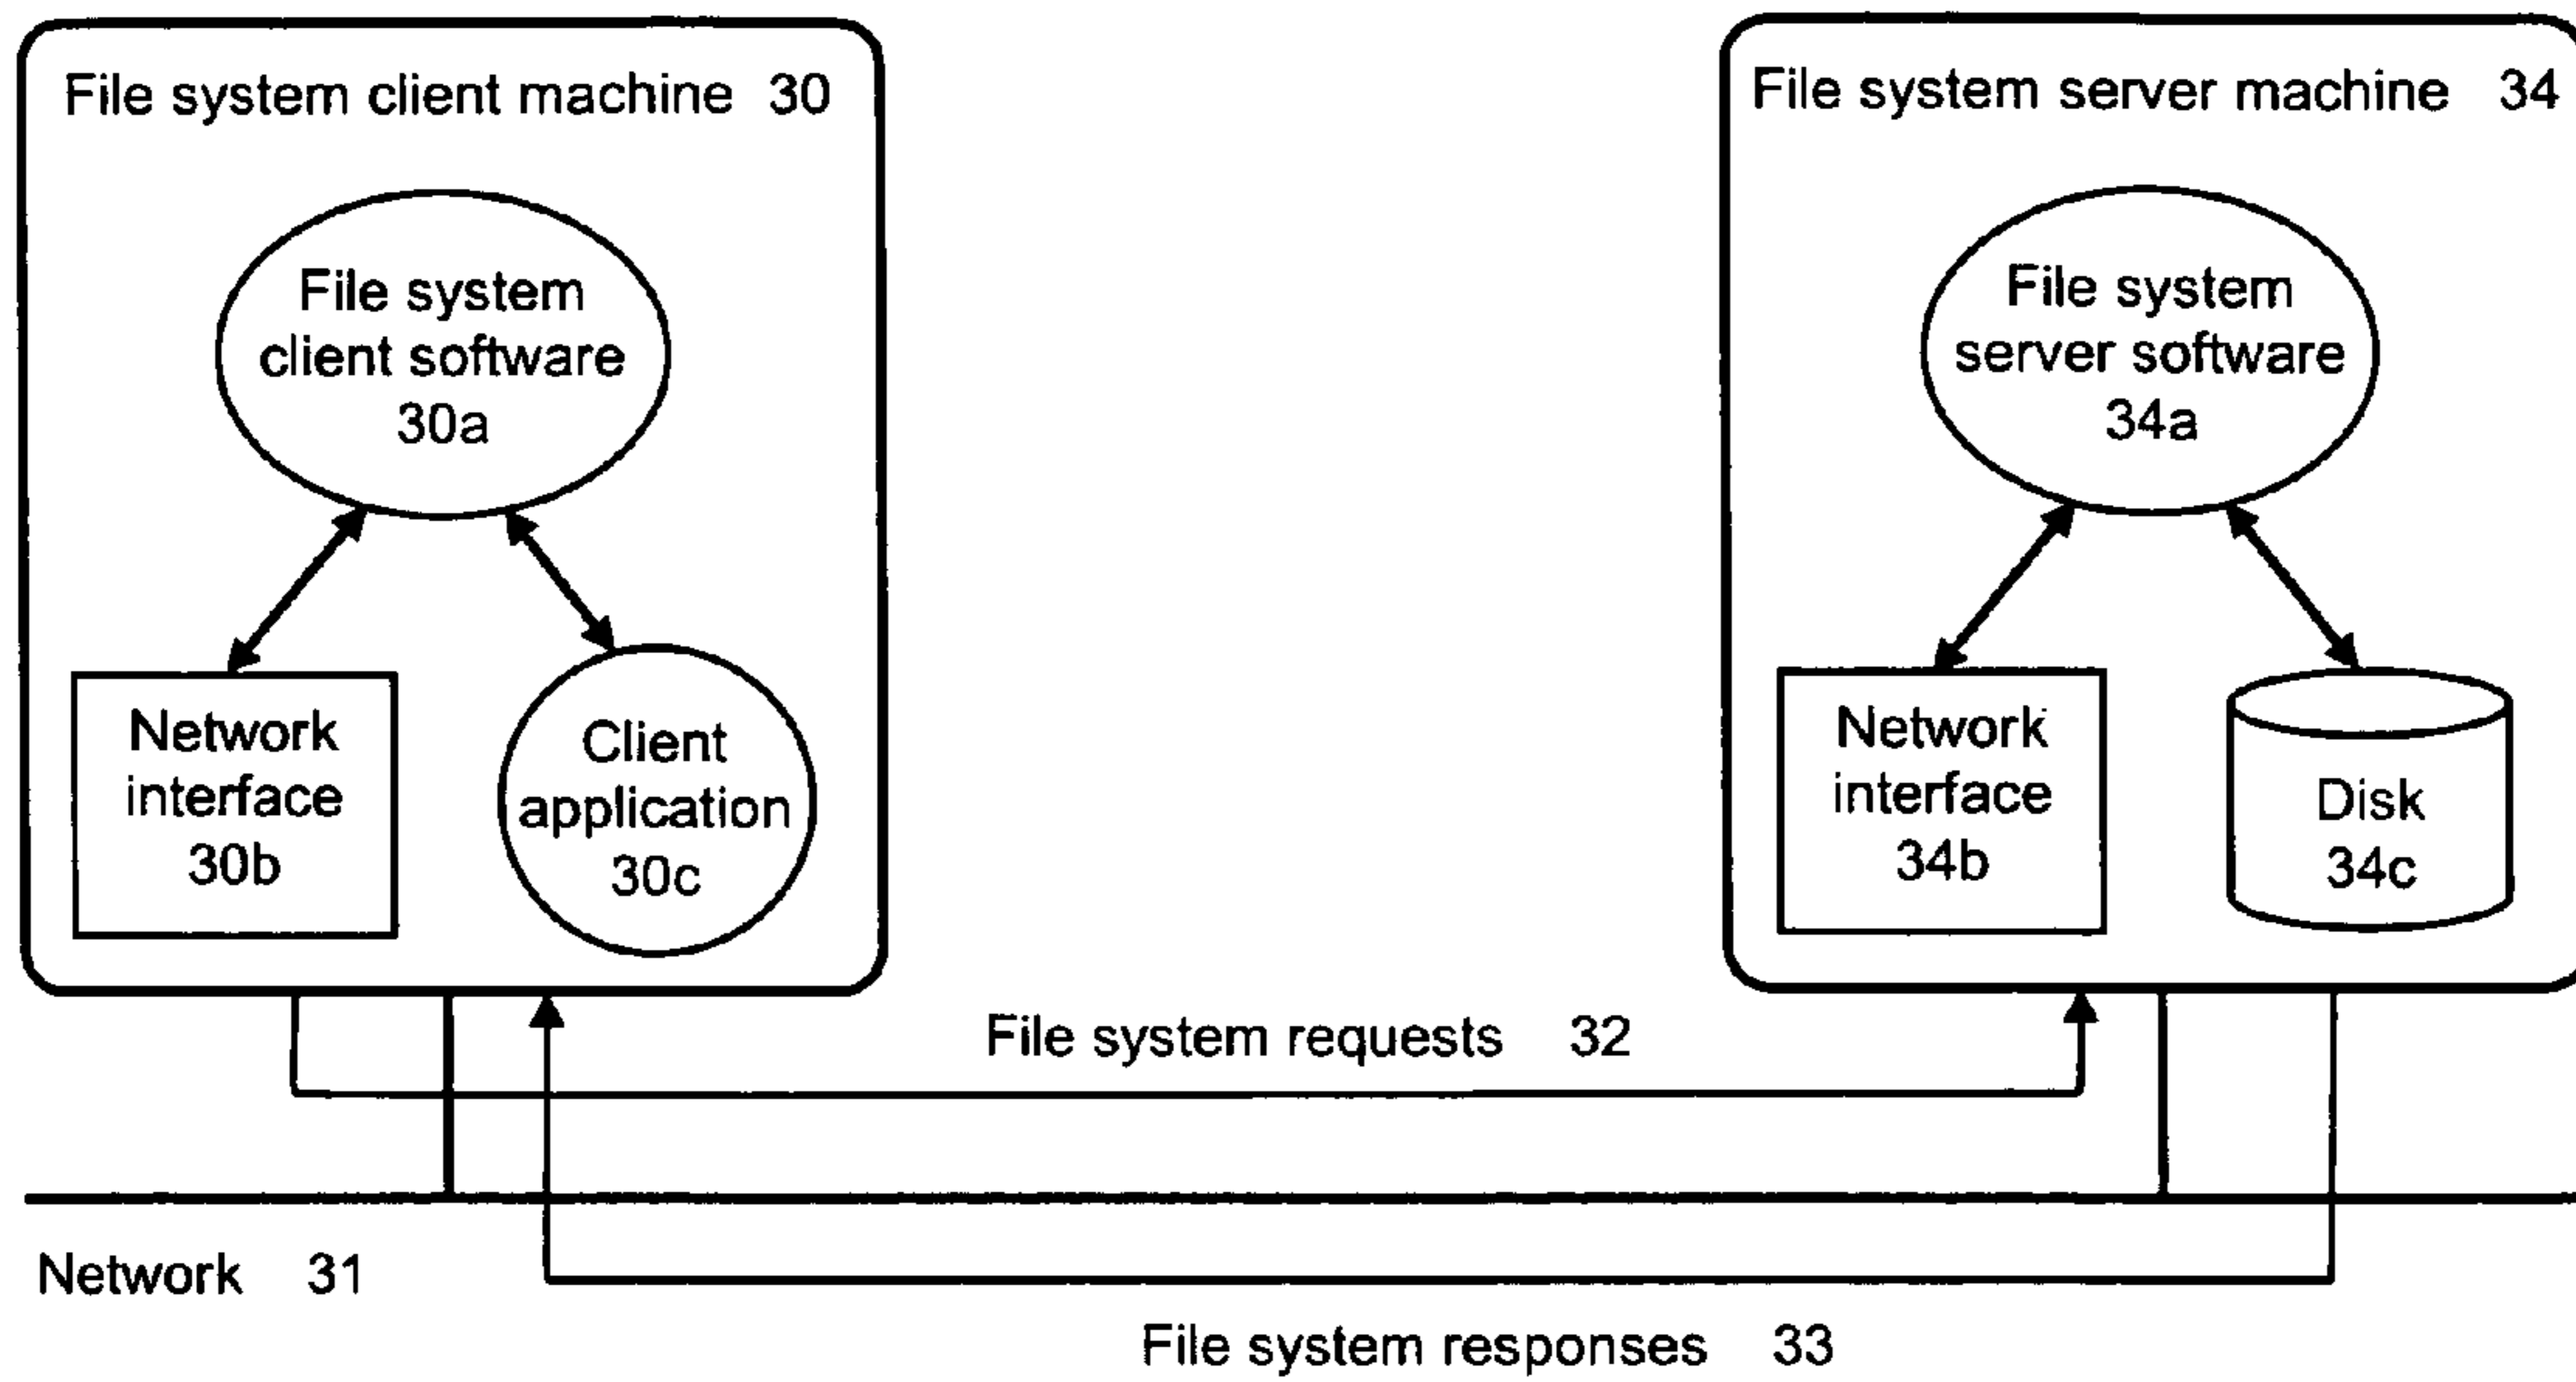 File system client machine 30
File system
client software
30a
Network
interface
30b
Client
application
30c
File system server machine 34
File system
server software
34a
Network
interface
34b
Disk
34c
File system requests 32
Network 31
File system responses 33